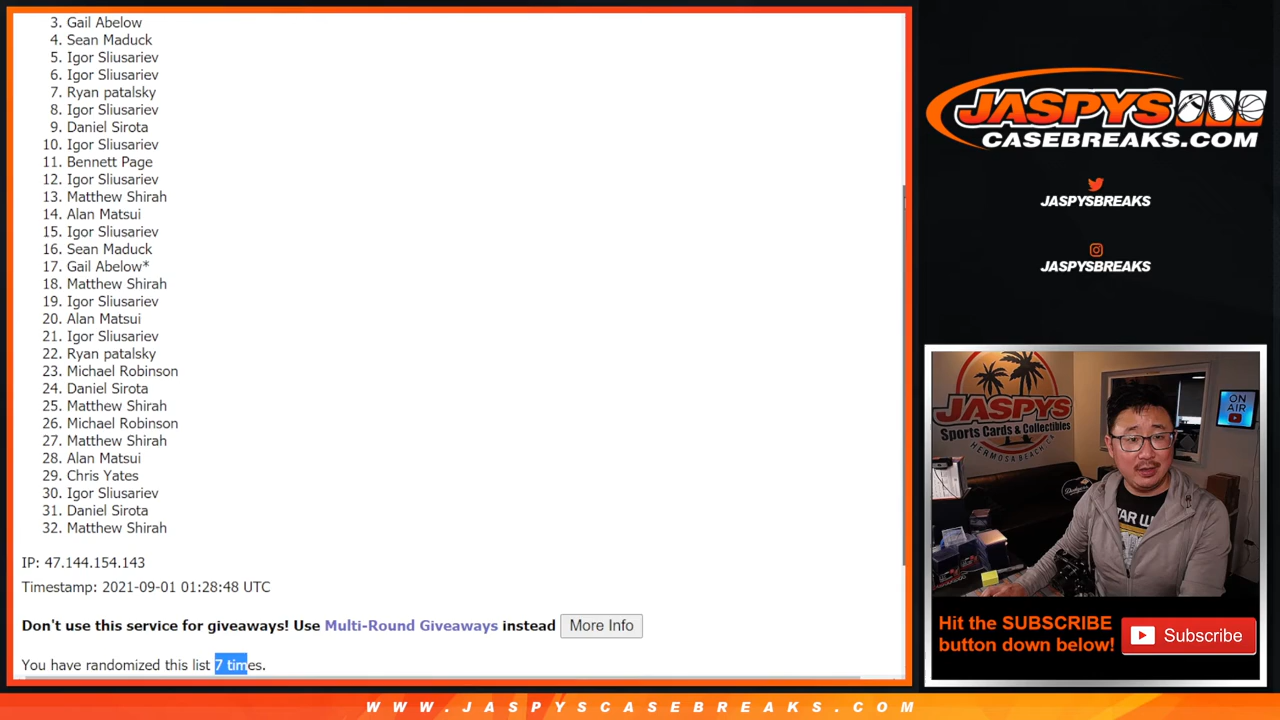 3. Gail Abelow
4. Sean Maduck
5. Igor Sliusariev
6. Igor Sliusariev
7. Ryan patalsky
8. Igor Sliusariev
9. Daniel Sirota
10. Igor Sliusariev
11. Bennett Page
12. Igor Sliusariev
13. Matthew Shirah
14. Alan Matsui
15. Igor Sliusariev
16. Sean Maduck
17. Gail Abelow*
18. Matthew Shirah
19. Igor Sliusariev
20. Alan Matsui
21. Igor Sliusariev
22. Ryan patalsky
23. Michael Robinson
24. Daniel Sirota
25. Matthew Shirah
26. Michael Robinson
27. Matthew Shirah
28. Alan Matsui
29. Chris Yates
30. Igor Sliusariev
31. Daniel Sirota
32. Matthew Shirah
IP: 47.144.154.143
Timestamp: 2021-09-01 01:28:48 UTC
Don't use this service for giveaways! Use Multi-Round Giveaways instead More Info
You have randomized this list 7 times.
JASPYS
CASEBREAKS.COM
JASPYSBREAKS
JASPYSBREAKS
JASPYS
Sports Cards & Collectibles
HERMOSA BEACH, CA
ON
AIR
Dodgers
STAR W
Hit the SUBSCRIBE
button down below!
Subscribe
WWW.JASPYSCASEBREAKS.COM